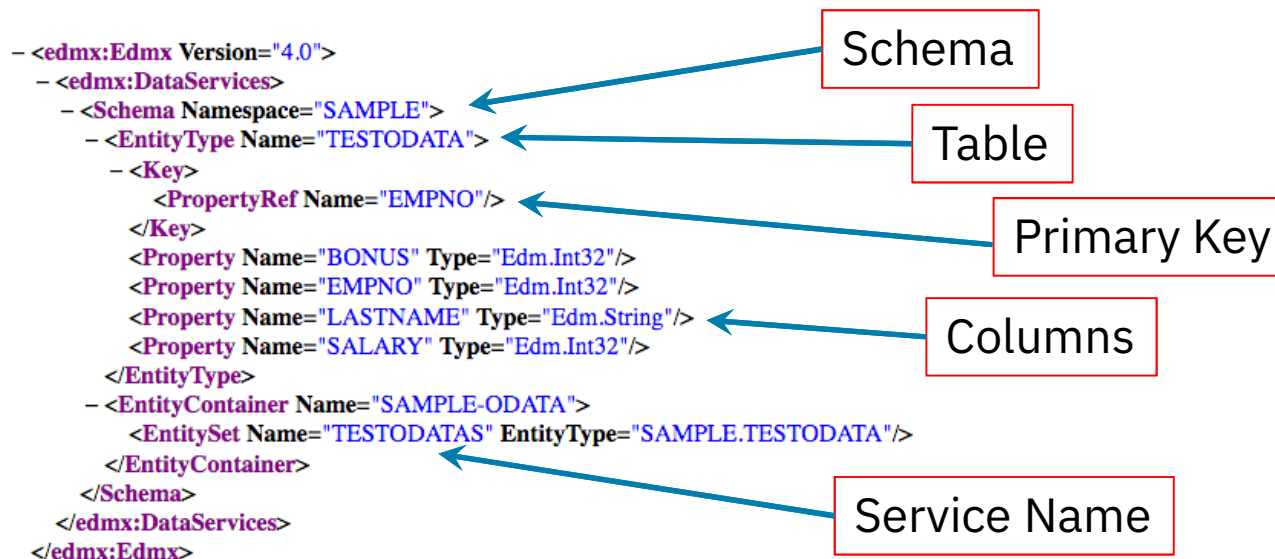 – <edmx:Edmx Version="4.0">
– <edmx:DataServices>
– <Schema Namespace="SAMPLE">
– <EntityType Name="TESTODATA">
– <Key>
<PropertyRef Name="EMPNO"/>
</Key>
<Property Name="BONUS" Type="Edm.Int32"/>
<Property Name="EMPNO" Type="Edm.Int32"/>
<Property Name="LASTNAME" Type="Edm.String"/>
<Property Name="SALARY" Type="Edm.Int32"/>
</EntityType>
– <EntityContainer Name="SAMPLE-ODATA">
<EntitySet Name="TESTODATAS" EntityType="SAMPLE.TESTODATA"/>
</EntityContainer>
</Schema>
</edmx:DataServices>
</edmx:Edmx>
Schema
Table
Primary Key
Columns
Service Name